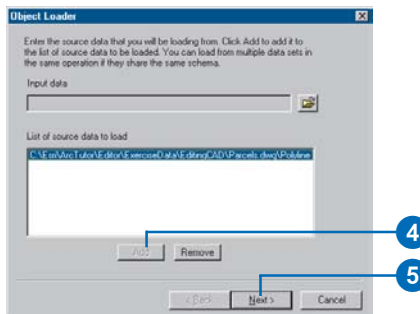 Object Loader
Enter the source data that you will be loading from. Click Add to add it to
the list of source data to be loaded. You can load from multiple data sets in
the same operation if they share the same schema.
Input data
List of source data to load
C:\Esri\ArcTutor\Editor\ExerciseData\EditingCAD\Parcels.dwg\Polyline
Add Remove
4
5
< Back Next > Cancel